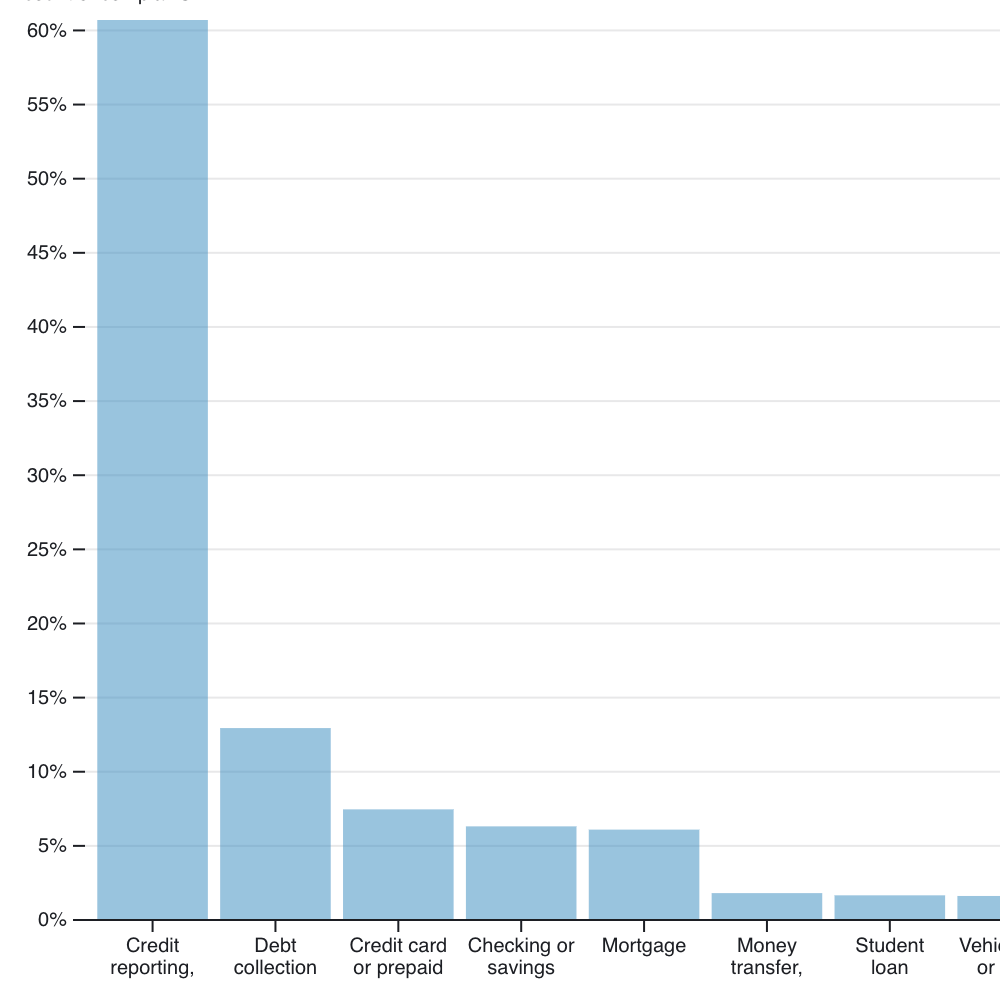 60%
55%
50%
45%
40%
35%
30%
25%
20%
15%
10%
5%
0%
Credit
reporting,
Debt
collection
Credit card
or prepaid
Checking or
savings
Mortgage
Money
transfer,
Student
loan
or